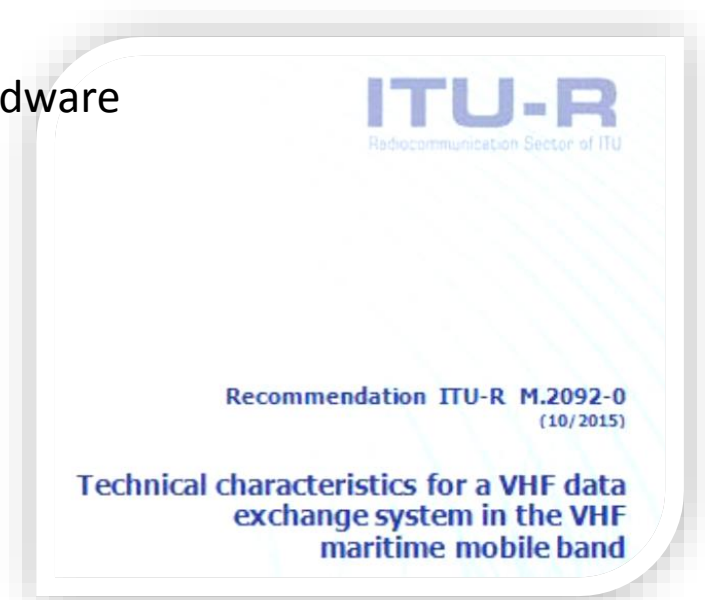 dware
ITU-R
Radiocommunication Sector of ITU
Recommendation ITU-R M.2092-0
(10/2015)
Technical characteristics for a VHF data
exchange system in the VHF
maritime mobile band